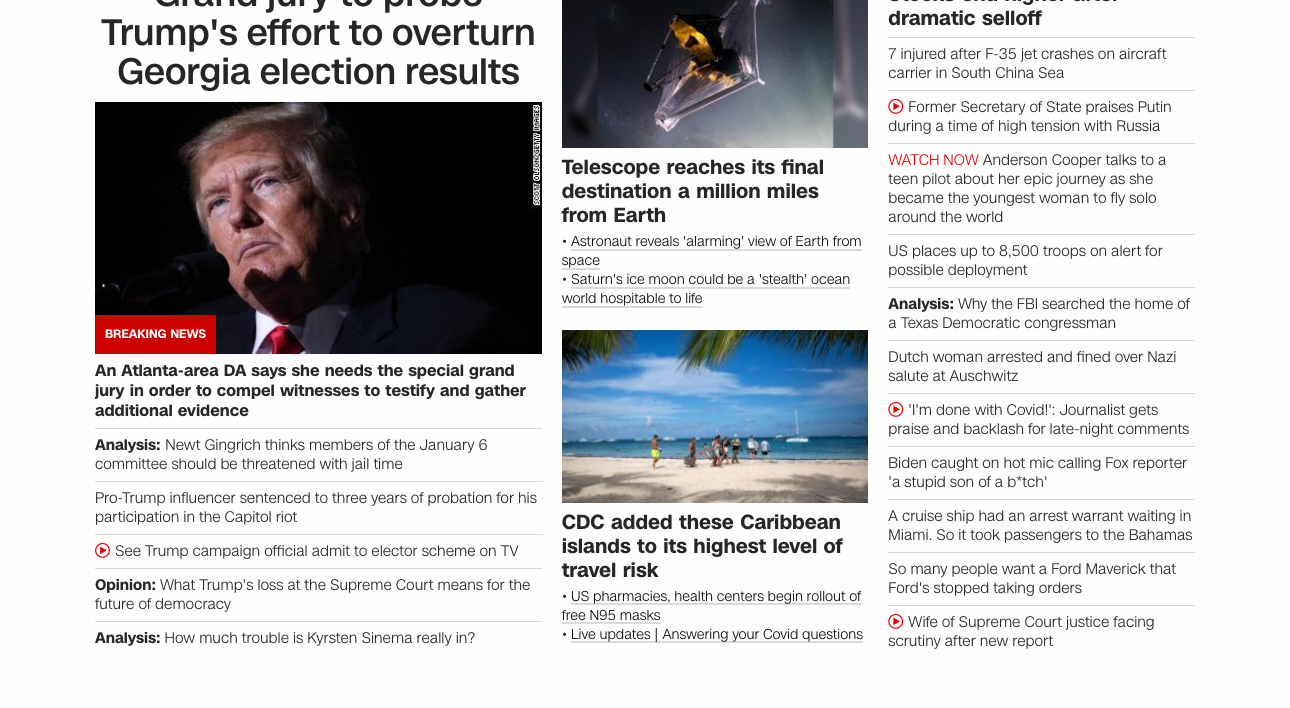 Grand jury to probe
Trump's effort to overturn
Georgia election results
SCOTT OLSON/GETTY IMAGES
BREAKING NEWS
An Atlanta-area DA says she needs the special grand
jury in order to compel witnesses to testify and gather
additional evidence
Analysis: Newt Gingrich thinks members of the January 6
committee should be threatened with jail time
Pro-Trump influencer sentenced to three years of probation for his
participation in the Capitol riot
See Trump campaign official admit to elector scheme on TV
Opinion: What Trump's loss at the Supreme Court means for the
future of democracy
Analysis: How much trouble is Kyrsten Sinema really in?
Telescope reaches its final
destination a million miles
from Earth
• Astronaut reveals 'alarming' view of Earth from
space
• Saturn's ice moon could be a 'stealth' ocean
world hospitable to life
CDC added these Caribbean
islands to its highest level of
travel risk
• US pharmacies, health centers begin rollout of
free N95 masks
• Live updates | Answering your Covid questions
Stocks end higher after
dramatic selloff
7 injured after F-35 jet crashes on aircraft
carrier in South China Sea
Former Secretary of State praises Putin
during a time of high tension with Russia
WATCH NOW Anderson Cooper talks to a
teen pilot about her epic journey as she
became the youngest woman to fly solo
around the world
US places up to 8,500 troops on alert for
possible deployment
Analysis: Why the FBI searched the home of
a Texas Democratic congressman
Dutch woman arrested and fined over Nazi
salute at Auschwitz
'I'm done with Covid!': Journalist gets
praise and backlash for late-night comments
Biden caught on hot mic calling Fox reporter
'a stupid son of a b*tch'
A cruise ship had an arrest warrant waiting in
Miami. So it took passengers to the Bahamas
So many people want a Ford Maverick that
Ford's stopped taking orders
Wife of Supreme Court justice facing
scrutiny after new report